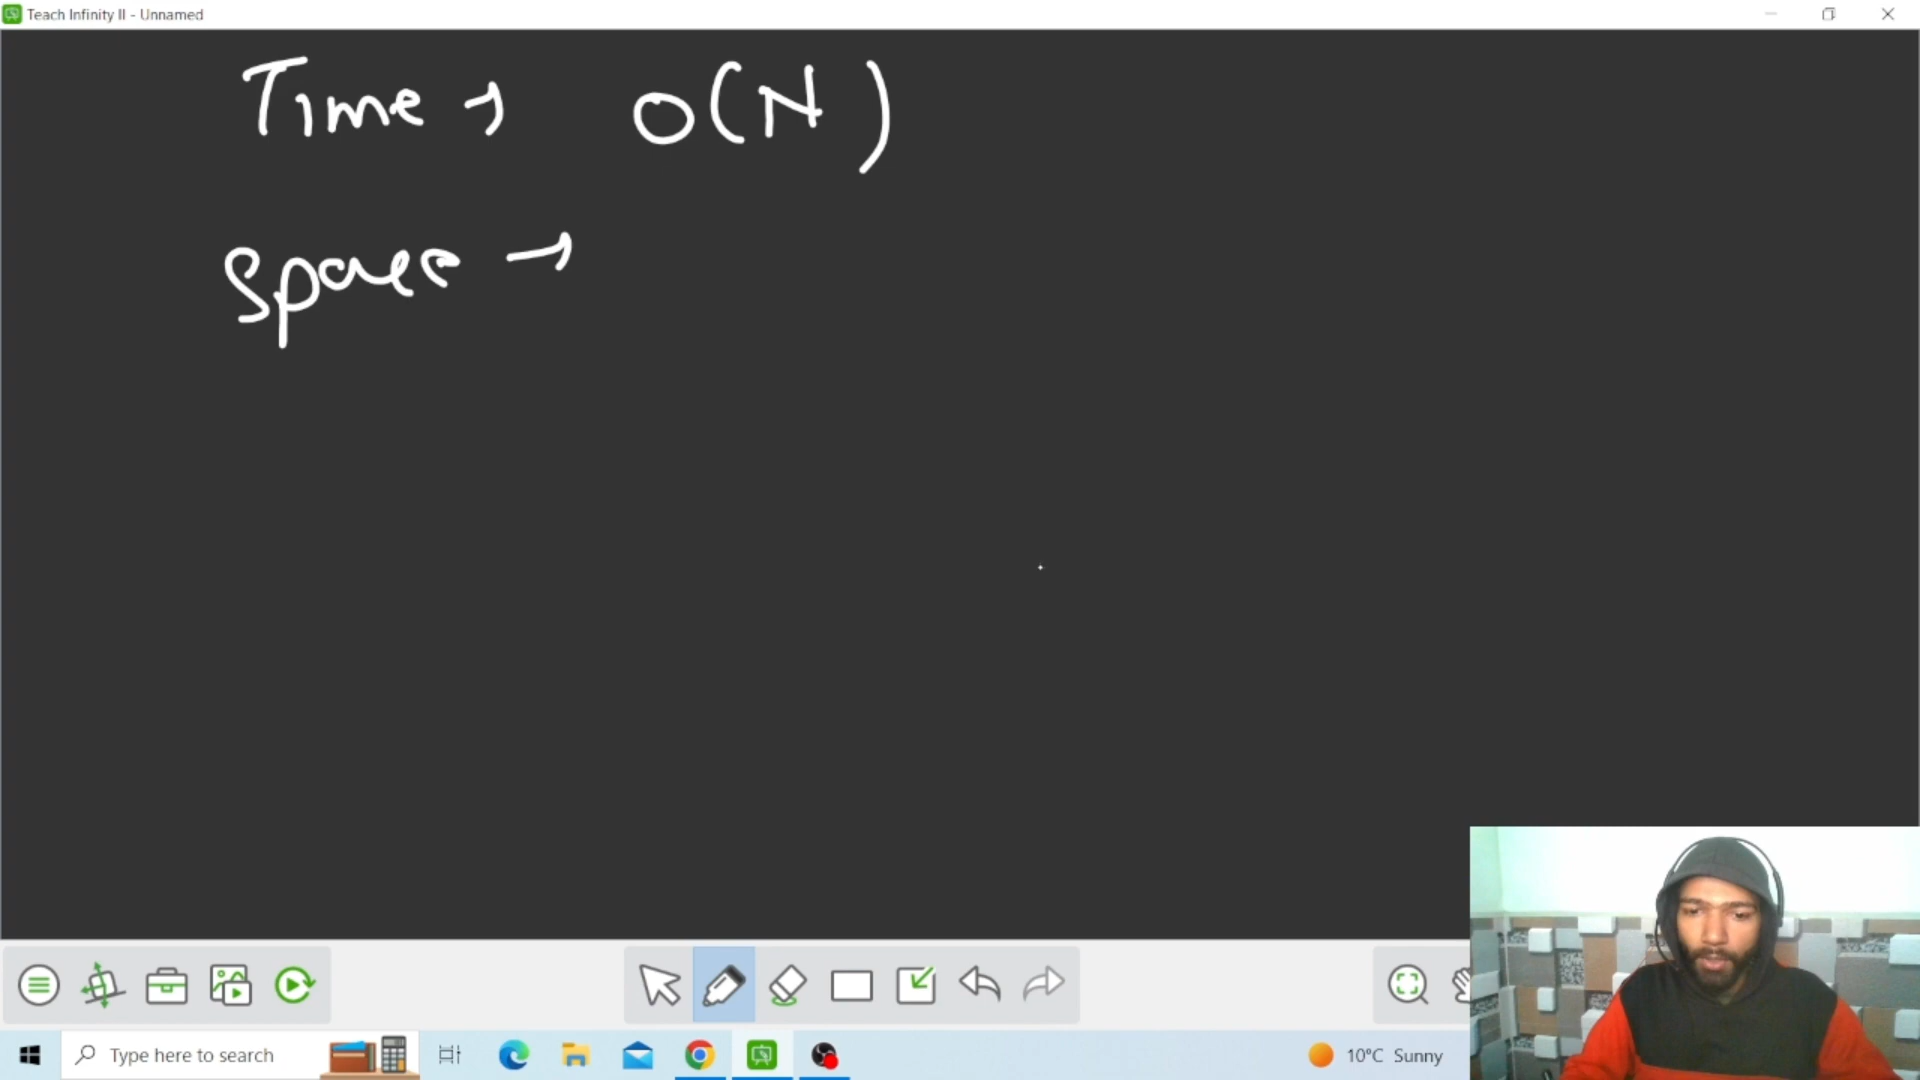 Teach Infinity II - Unnamed
Time → O(N)
Space →
Type here to search
10°C Sunny